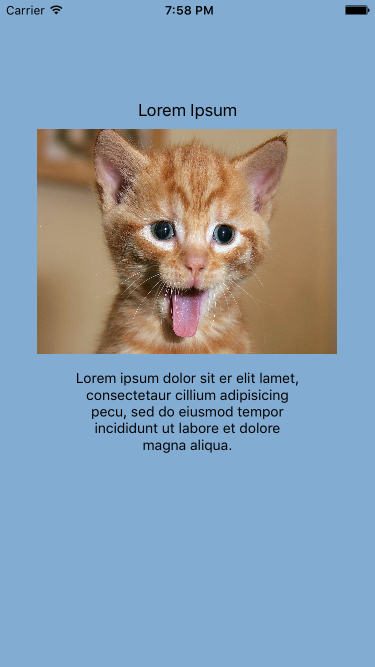 Carrier 7:58 PM
Lorem Ipsum
Lorem ipsum dolor sit er elit lamet,
consectetaur cillium adipisicing
pecu, sed do eiusmod tempor
incididunt ut labore et dolore
magna aliqua.